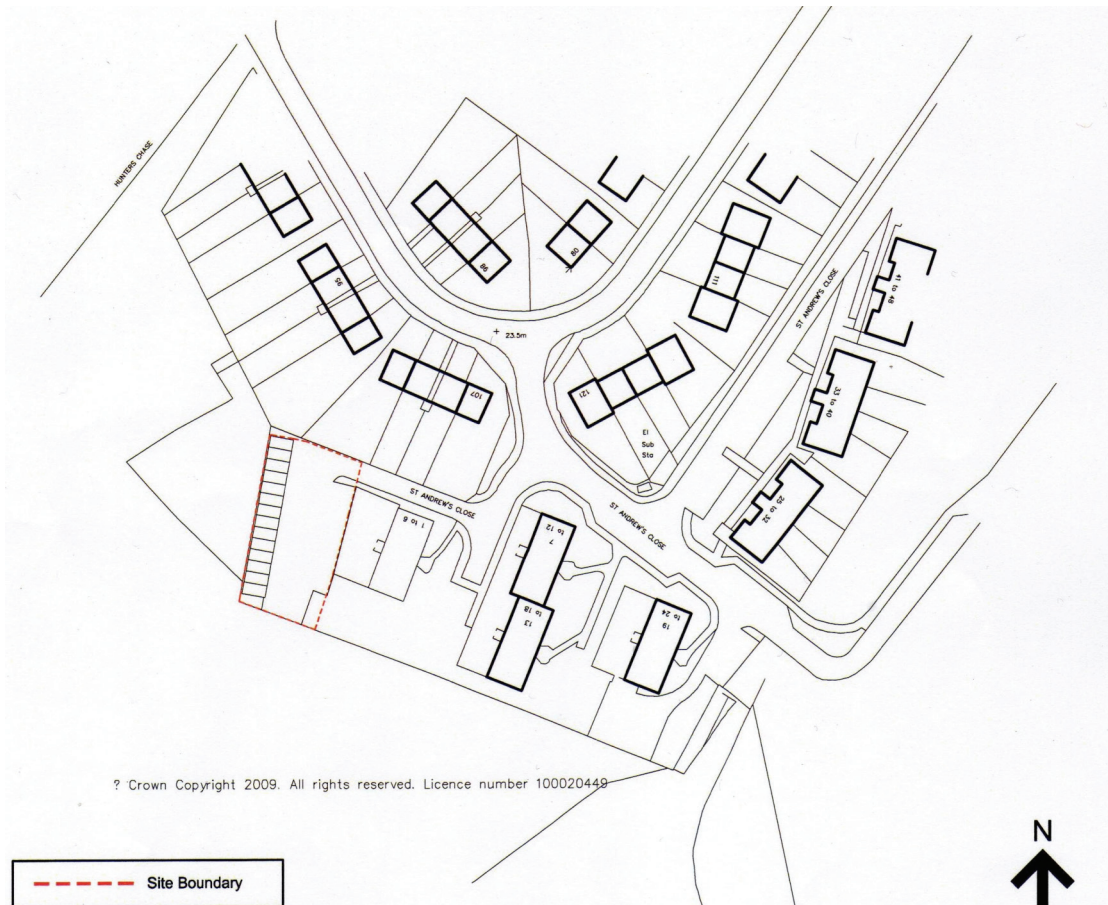 HUNTERS CHASE
95
86
80
111
107
121
23.5m
El
Sub
Sta
ST ANDREW'S CLOSE
41 to 48
33 to 40
25 to 32
ST ANDREW'S CLOSE
1 to 6
7
to 12
13
to 18
ST ANDREW'S CLOSE
19
to 24
? Crown Copyright 2009. All rights reserved. Licence number 100020449
Site Boundary
N